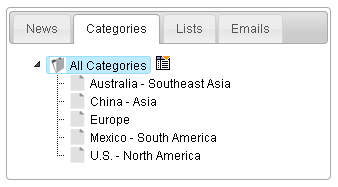 News Categories Lists Emails
All Categories
Australia - Southeast Asia
China - Asia
Europe
Mexico - South America
U.S. - North America